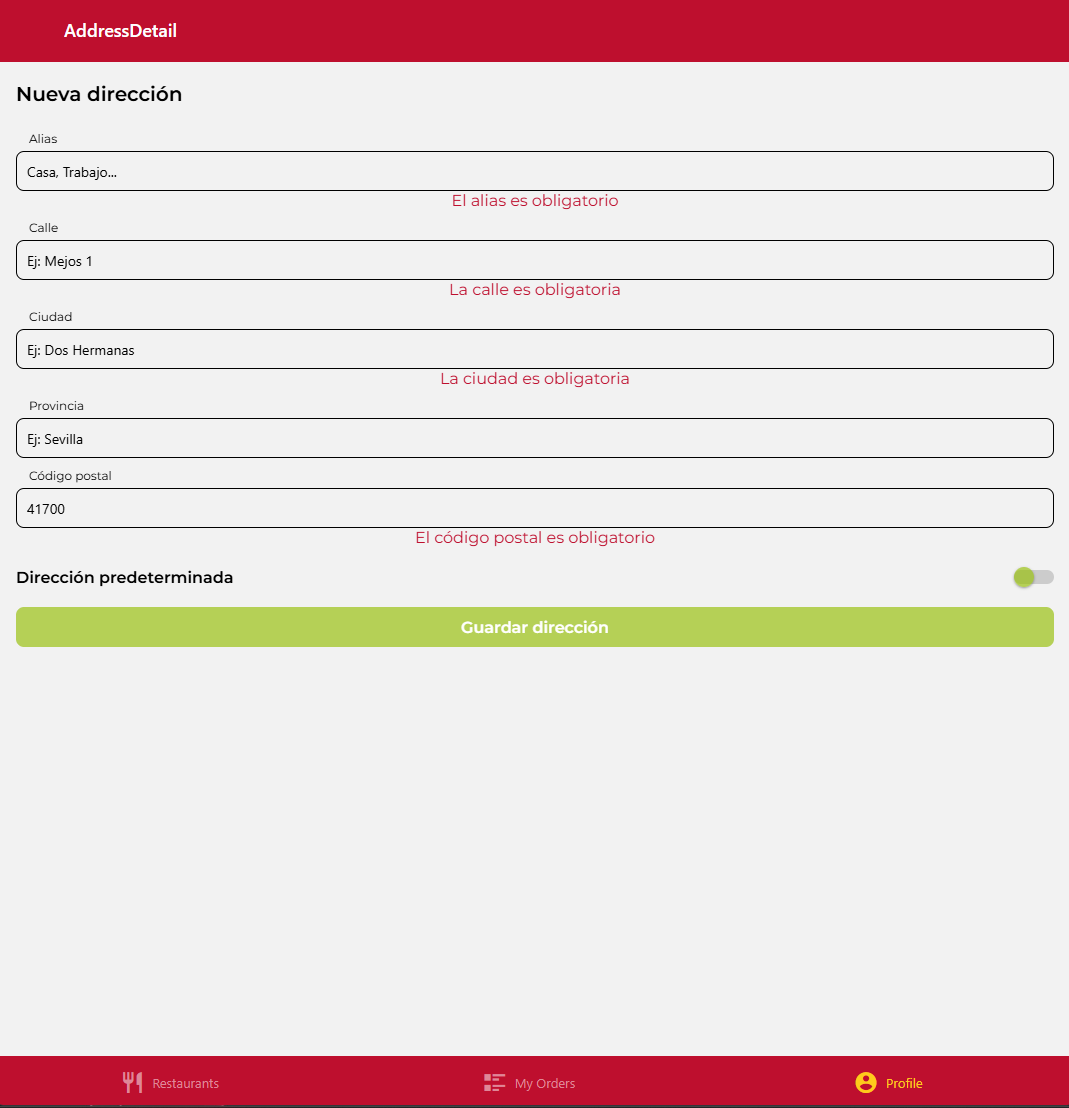 AddressDetail
Nueva dirección
Alias
Casa, Trabajo...
El alias es obligatorio
Calle
Ej: Mejos 1
La calle es obligatoria
Ciudad
Ej: Dos Hermanas
La ciudad es obligatoria
Provincia
Ej: Sevilla
Código postal
41700
El código postal es obligatorio
Dirección predeterminada
Guardar dirección
Restaurants
My Orders
Profile